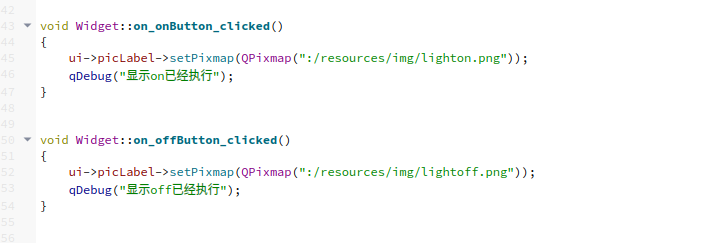 42
43 void Widget::on_onButton_clicked()
44 {
45     ui->picLabel->setPixmap(QPixmap(":/resources/img/lighton.png"));
46     qDebug("显示on已经执行");
47 }
48
49
50 void Widget::on_offButton_clicked()
51 {
52     ui->picLabel->setPixmap(QPixmap(":/resources/img/lightoff.png"));
53     qDebug("显示off已经执行");
54 }
55
56